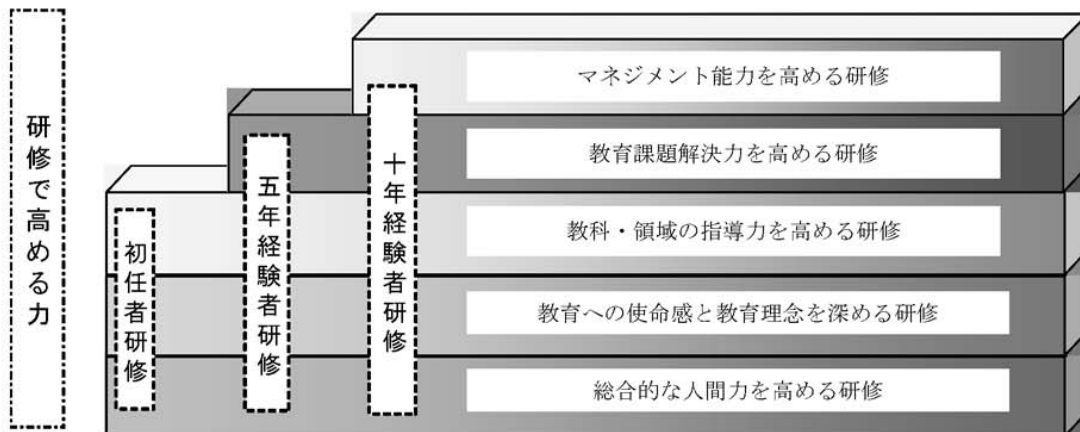 研修で高める力
初任者研修
五年経験者研修
十年経験者研修
マネジメント能力を高める研修
教育課題解決力を高める研修
教科・領域の指導力を高める研修
教育への使命感と教育理念を深める研修
総合的な人間力を高める研修